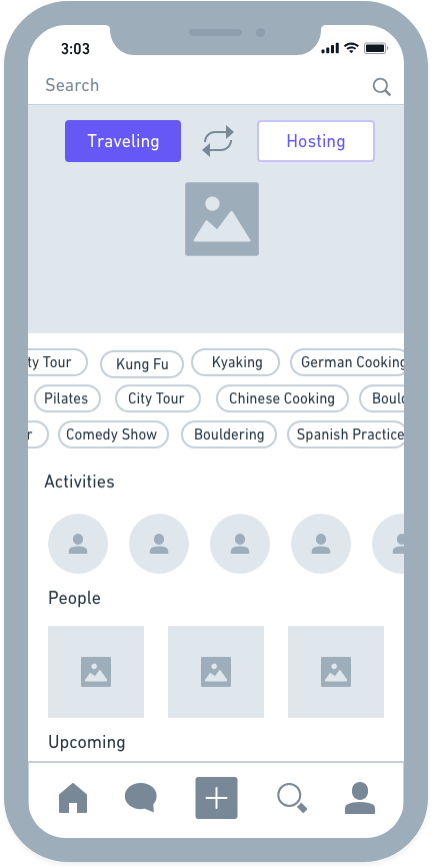 3:03
Search
Traveling Hosting
ty Tour Kung Fu Kyaking German Cooking
Pilates City Tour Chinese Cooking Bould
r Comedy Show Bouldering Spanish Practice
Activities
People
Upcoming